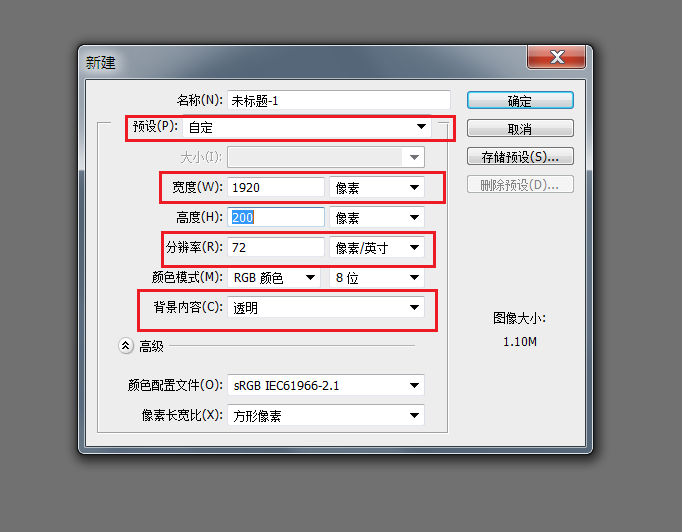 新建
名称(N): 未标题-1
确定
预设(P): 自定
取消
大小(I):
存储预设(S)...
宽度(W): 1920 像素
删除预设(D)...
高度(H): 200 像素
分辨率(R): 72 像素/英寸
颜色模式(M): RGB 颜色 8 位
背景内容(C): 透明
图像大小:
1.10M
高级
颜色配置文件(O): sRGB IEC61966-2.1
像素长宽比(X): 方形像素